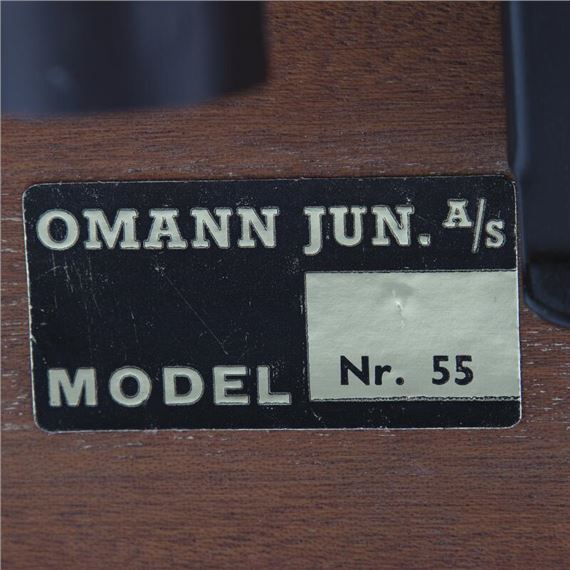 OMANN JUN. A/S
MODEL Nr. 55